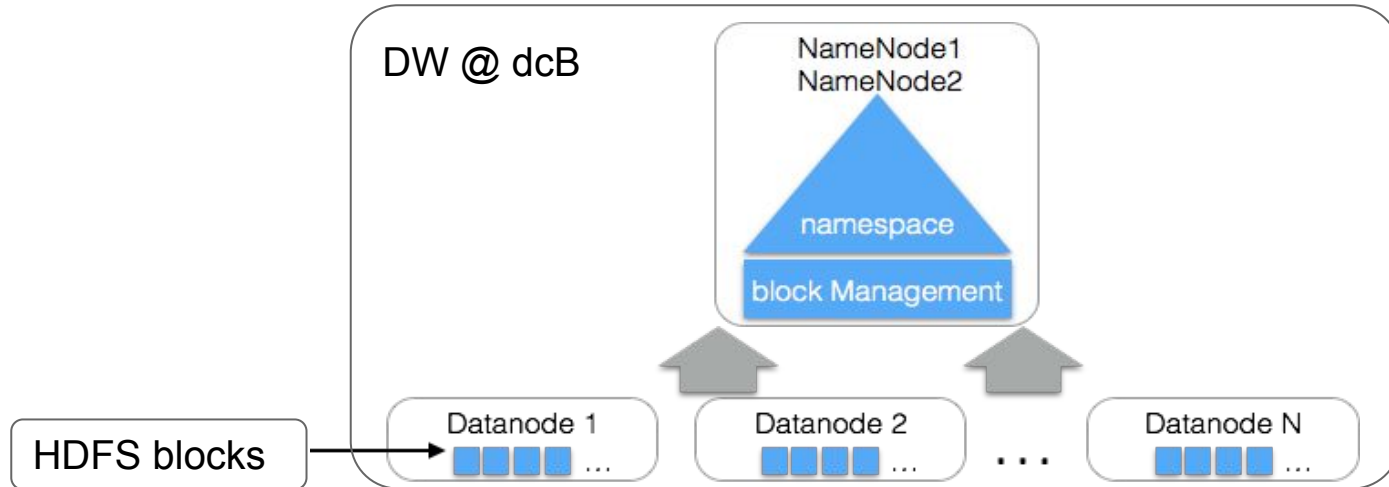 DW @ dcB
NameNode1
NameNode2
namespace
block Management
Datanode 1
...
Datanode 2
...
...
Datanode N
...
HDFS blocks